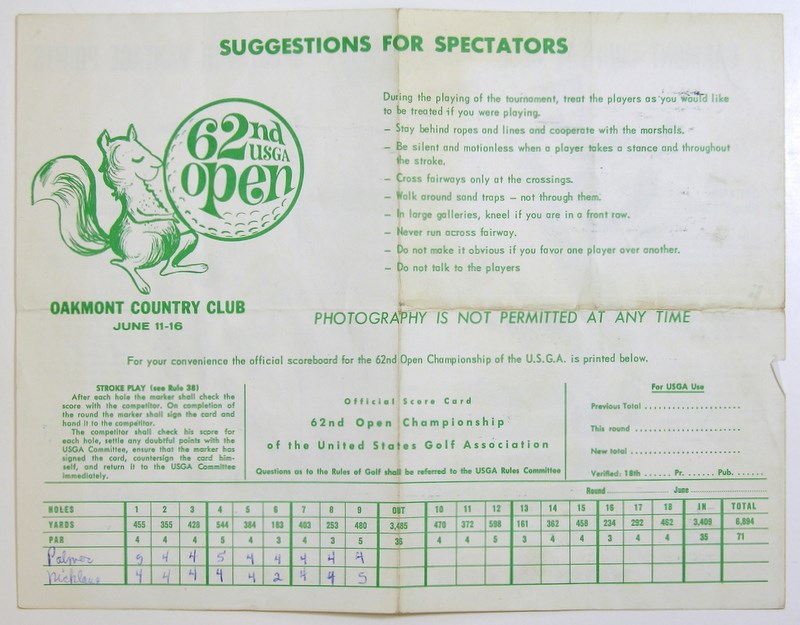 SUGGESTIONS FOR SPECTATORS
62nd
USGA
open
OAKMONT COUNTRY CLUB
JUNE 11-16
During the playing of the tournament, treat the players as you would like
to be treated if you were playing.
– Stay behind ropes and lines and cooperate with the marshals.
– Be silent and motionless when a player takes a stance and throughout
the stroke.
– Cross fairways only at the crossings.
– Walk around sand traps – not through them.
– In large galleries, kneel if you are in a front row.
– Never run across fairway.
– Do not make it obvious if you favor one player over another.
– Do not talk to the players
PHOTOGRAPHY IS NOT PERMITTED AT ANY TIME
For your convenience the official scoreboard for the 62nd Open Championship of the U.S.G.A. is printed below.
STROKE PLAY (see Rule 38)
After each hole the marker shall check the
score with the competitor. On completion of
the round the marker shall sign the card and
hand it to the competitor.
The competitor shall check his score for
each hole, settle any doubtful points with the
USGA Committee, ensure that the marker has
signed the card, countersign the card him-
self, and return it to the USGA Committee
immediately.
Official Score Card
62nd Open Championship
of the United States Golf Association
Questions as to the Rules of Golf shall be referred to the USGA Rules Committee
For USGA Use
Previous Total
This round
New total
Verified: 18th ...... Pr. ...... Pub. ......
Round June
HOLES 1 2 3 4 5 6 7 8 9 OUT 10 11 12 13 14 15 16 17 18 IN TOTAL
YARDS 455 355 428 544 384 183 403 253 480 3,485 470 372 598 161 362 458 234 292 462 3,409 6,894
PAR 4 4 4 5 4 3 4 3 5 36 4 4 5 3 4 4 3 4 4 35 71
Palmer 5 4 4 5 4 4 4 4 4
Nicklaus 4 4 4 4 4 2 4 4 5